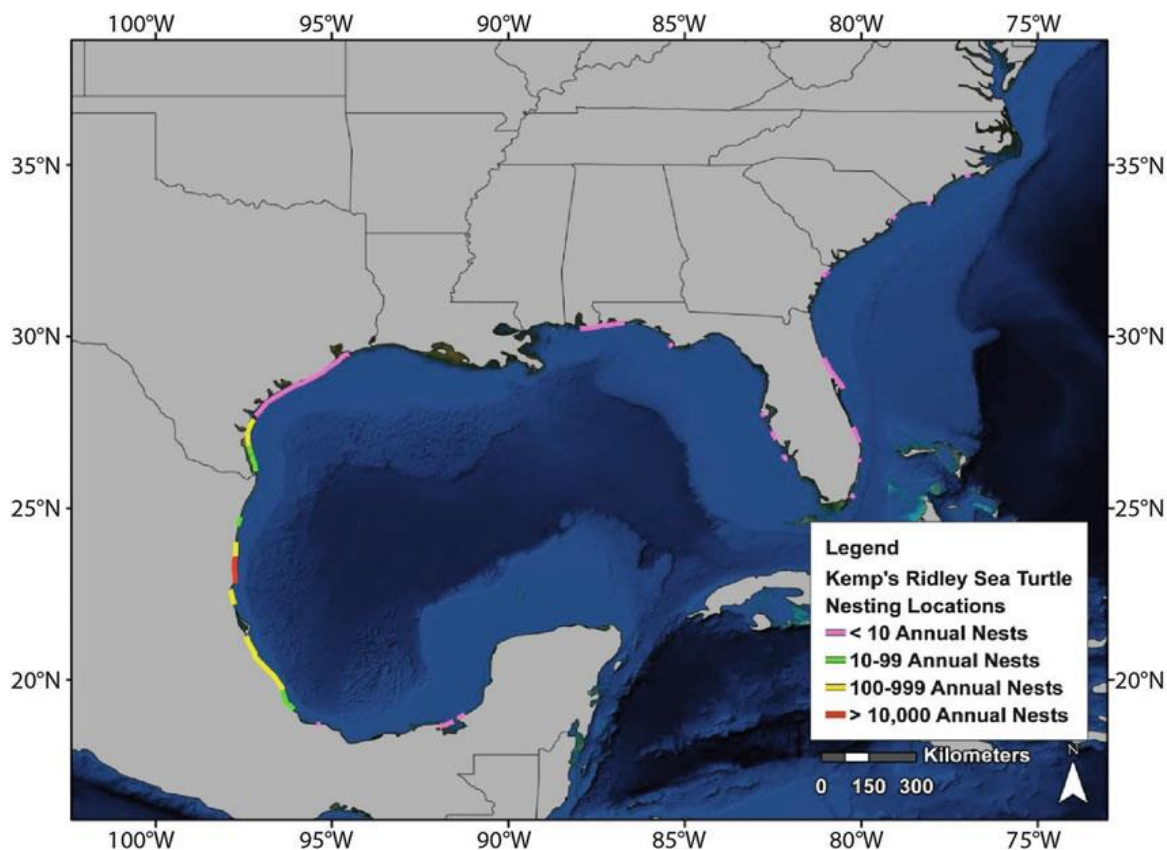 100°W 95°W 90°W 85°W 80°W 75°W
35°N 35°N
30°N 30°N
25°N 25°N
20°N 20°N
Legend
Kemp's Ridley Sea Turtle
Nesting Locations
< 10 Annual Nests
10-99 Annual Nests
100-999 Annual Nests
> 10,000 Annual Nests
Kilometers
N
0 150 300
100°W 95°W 90°W 85°W 80°W 75°W